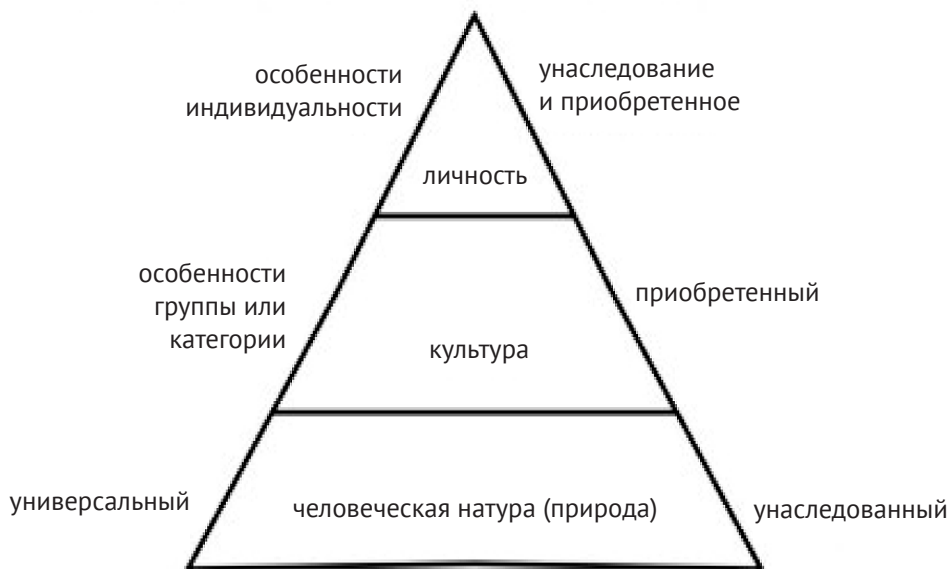 особенности
индивидуальности
унаследование
и приобретенное
личность
особенности
группы или
категории
приобретенный
культура
универсальный
человеческая натура (природа)
унаследованный